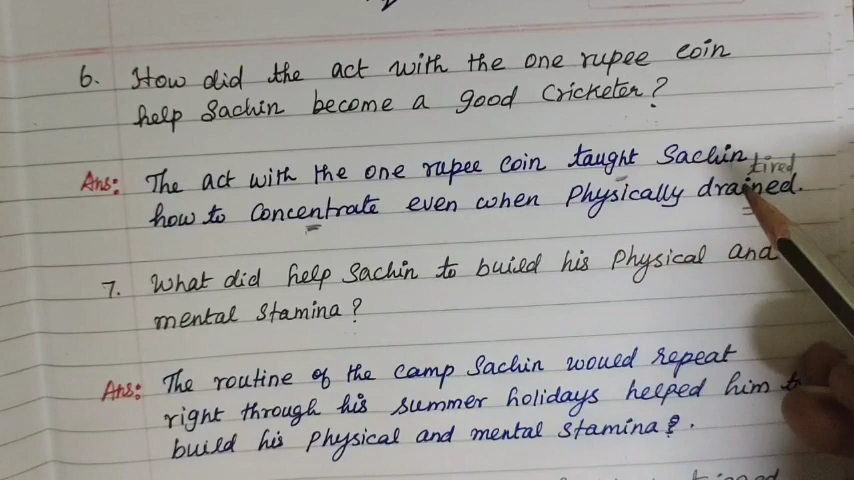 6. How did the act with the one rupee coin
help Sachin become a good Cricketer?
Ans: The act with the one rupee coin taught Sachin
tired
how to Concentrate even when Physically drained.
7. What did help Sachin to build his Physical and
mental Stamina?
Ans: The routine of the camp Sachin would repeat
right through his summer holidays helped him to
build his Physical and mental Stamina.